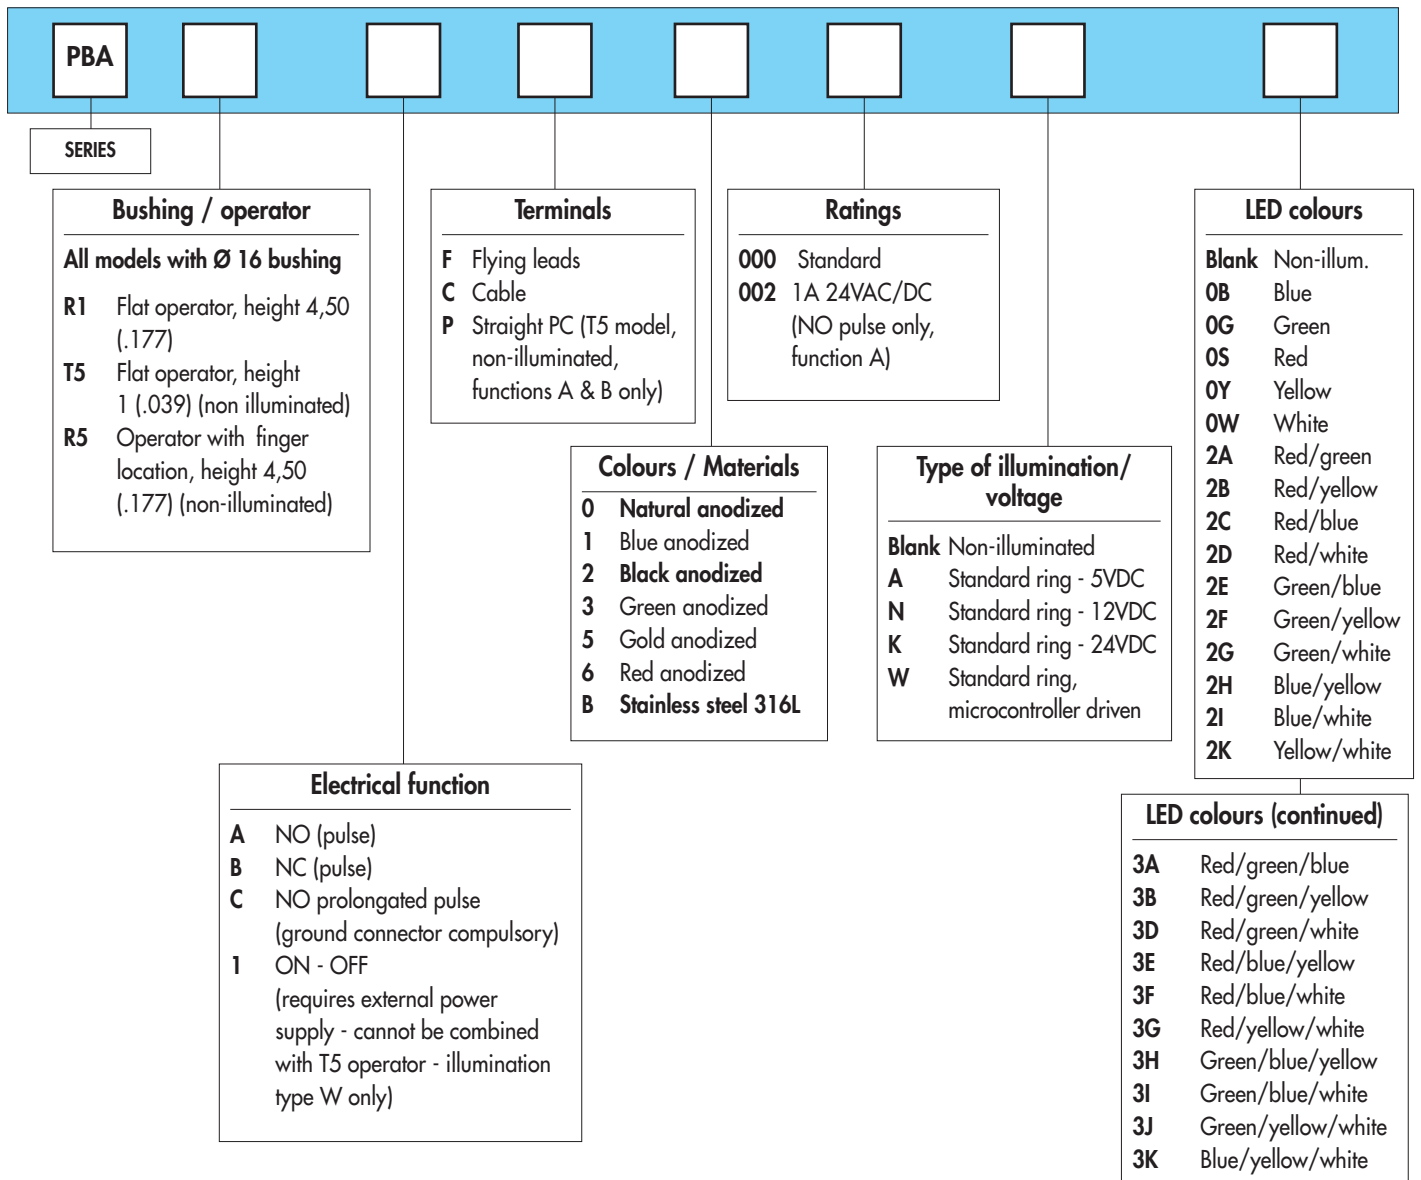 PBA
SERIES
Bushing / operator
All models with Ø 16 bushing
R1 Flat operator, height 4,50
(.177)
T5 Flat operator, height
1 (.039) (non illuminated)
R5 Operator with finger
location, height 4,50
(.177) (non-illuminated)
Terminals
F Flying leads
C Cable
P Straight PC (T5 model,
non-illuminated,
functions A & B only)
Ratings
000 Standard
002 1A 24VAC/DC
(NO pulse only,
function A)
LED colours
Blank Non-illum.
0B Blue
0G Green
0S Red
0Y Yellow
0W White
2A Red/green
2B Red/yellow
2C Red/blue
2D Red/white
2E Green/blue
2F Green/yellow
2G Green/white
2H Blue/yellow
2I Blue/white
2K Yellow/white
Colours / Materials
0 Natural anodized
1 Blue anodized
2 Black anodized
3 Green anodized
5 Gold anodized
6 Red anodized
B Stainless steel 316L
Type of illumination/
voltage
Blank Non-illuminated
A Standard ring - 5VDC
N Standard ring - 12VDC
K Standard ring - 24VDC
W Standard ring,
microcontroller driven
Electrical function
A NO (pulse)
B NC (pulse)
C NO prolongated pulse
(ground connector compulsory)
1 ON - OFF
(requires external power
supply - cannot be combined
with T5 operator - illumination
type W only)
LED colours (continued)
3A Red/green/blue
3B Red/green/yellow
3D Red/green/white
3E Red/blue/yellow
3F Red/blue/white
3G Red/yellow/white
3H Green/blue/yellow
3I Green/blue/white
3J Green/yellow/white
3K Blue/yellow/white